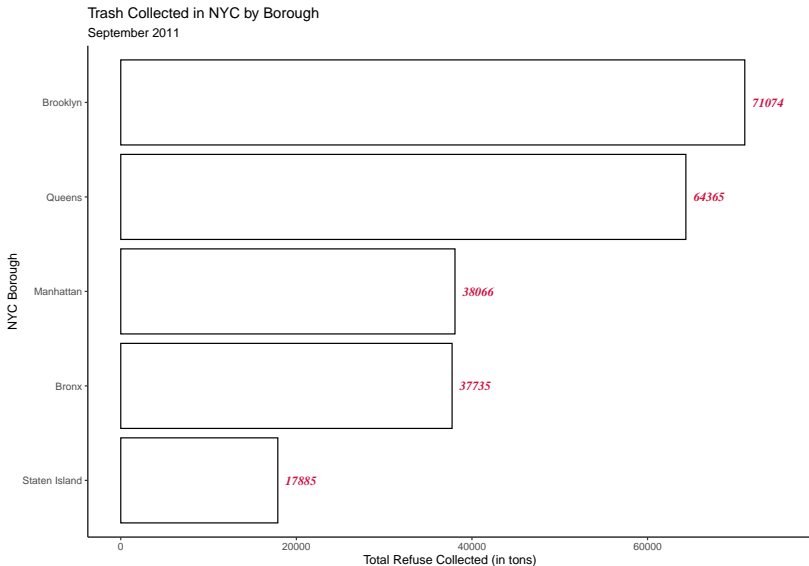 Trash Collected in NYC by Borough
September 2011
Brooklyn
71074
Queens
64365
Manhattan
38066
Bronx
37735
Staten Island
17885
NYC Borough
0
20000
40000
60000
Total Refuse Collected (in tons)